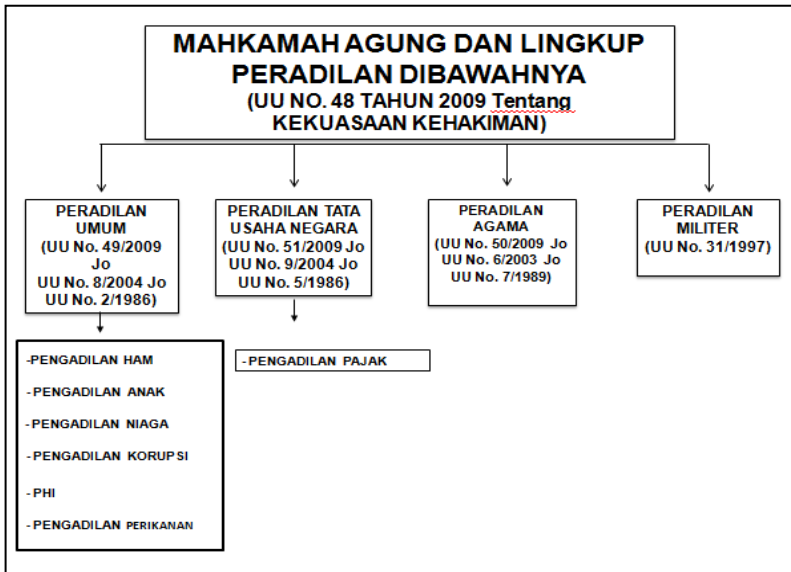 MAHKAMAH AGUNG DAN LINGKUP
PERADILAN DIBAWAHNYA
(UU NO. 48 TAHUN 2009 Tentang
KEKUASAAN KEHAKIMAN)
PERADILAN
UMUM
(UU No. 49/2009
Jo
UU No. 8/2004 Jo
UU No. 2/1986)
PERADILAN TATA
USAHA NEGARA
(UU No. 51/2009 Jo
UU No. 9/2004 Jo
UU No. 5/1986)
PERADILAN
AGAMA
(UU No. 50/2009 Jo
UU No. 6/2003 Jo
UU No. 7/1989)
PERADILAN
MILITER
(UU No. 31/1997)
-PENGADILAN HAM
-PENGADILAN ANAK
-PENGADILAN NIAGA
-PENGADILAN KORUPSI
-PHI
-PENGADILAN PERIKANAN
-PENGADILAN PAJAK